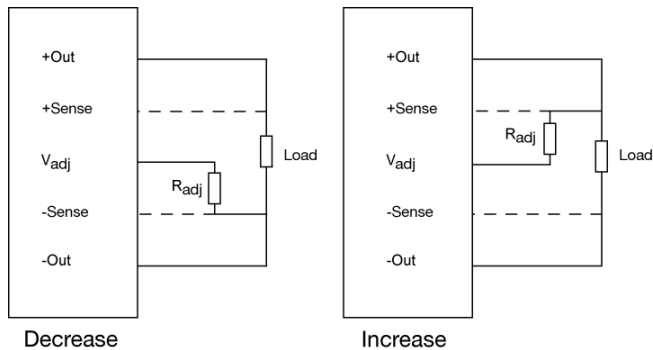 +Out
+Sense
Vadj
-Sense
-Out
Radj
Load
Decrease
+Out
+Sense
Vadj
-Sense
-Out
Radj
Load
Increase